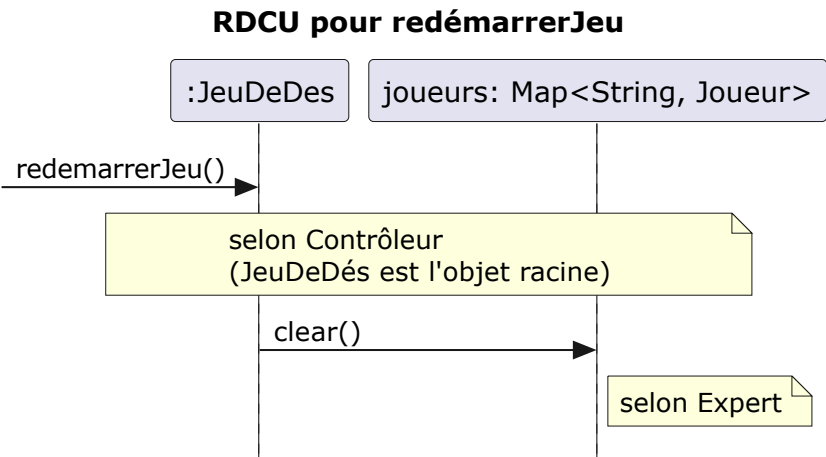 RDCU pour redémarrerJeu
:JeuDeDes
joueurs: Map<String, Joueur>
redemarrerJeu()
selon Contrôleur
(JeuDeDés est l'objet racine)
clear()
selon Expert